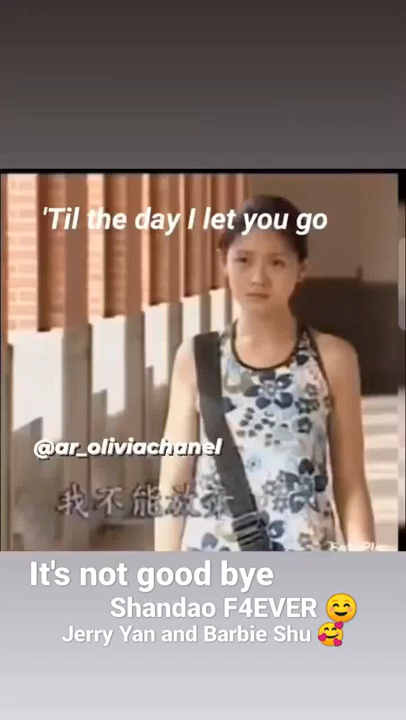 'Til the day I let you go
@ar_oliviachanel
我不能放弃
It's not good bye
Shandao F4EVER 😊
Jerry Yan and Barbie Shu 🥰